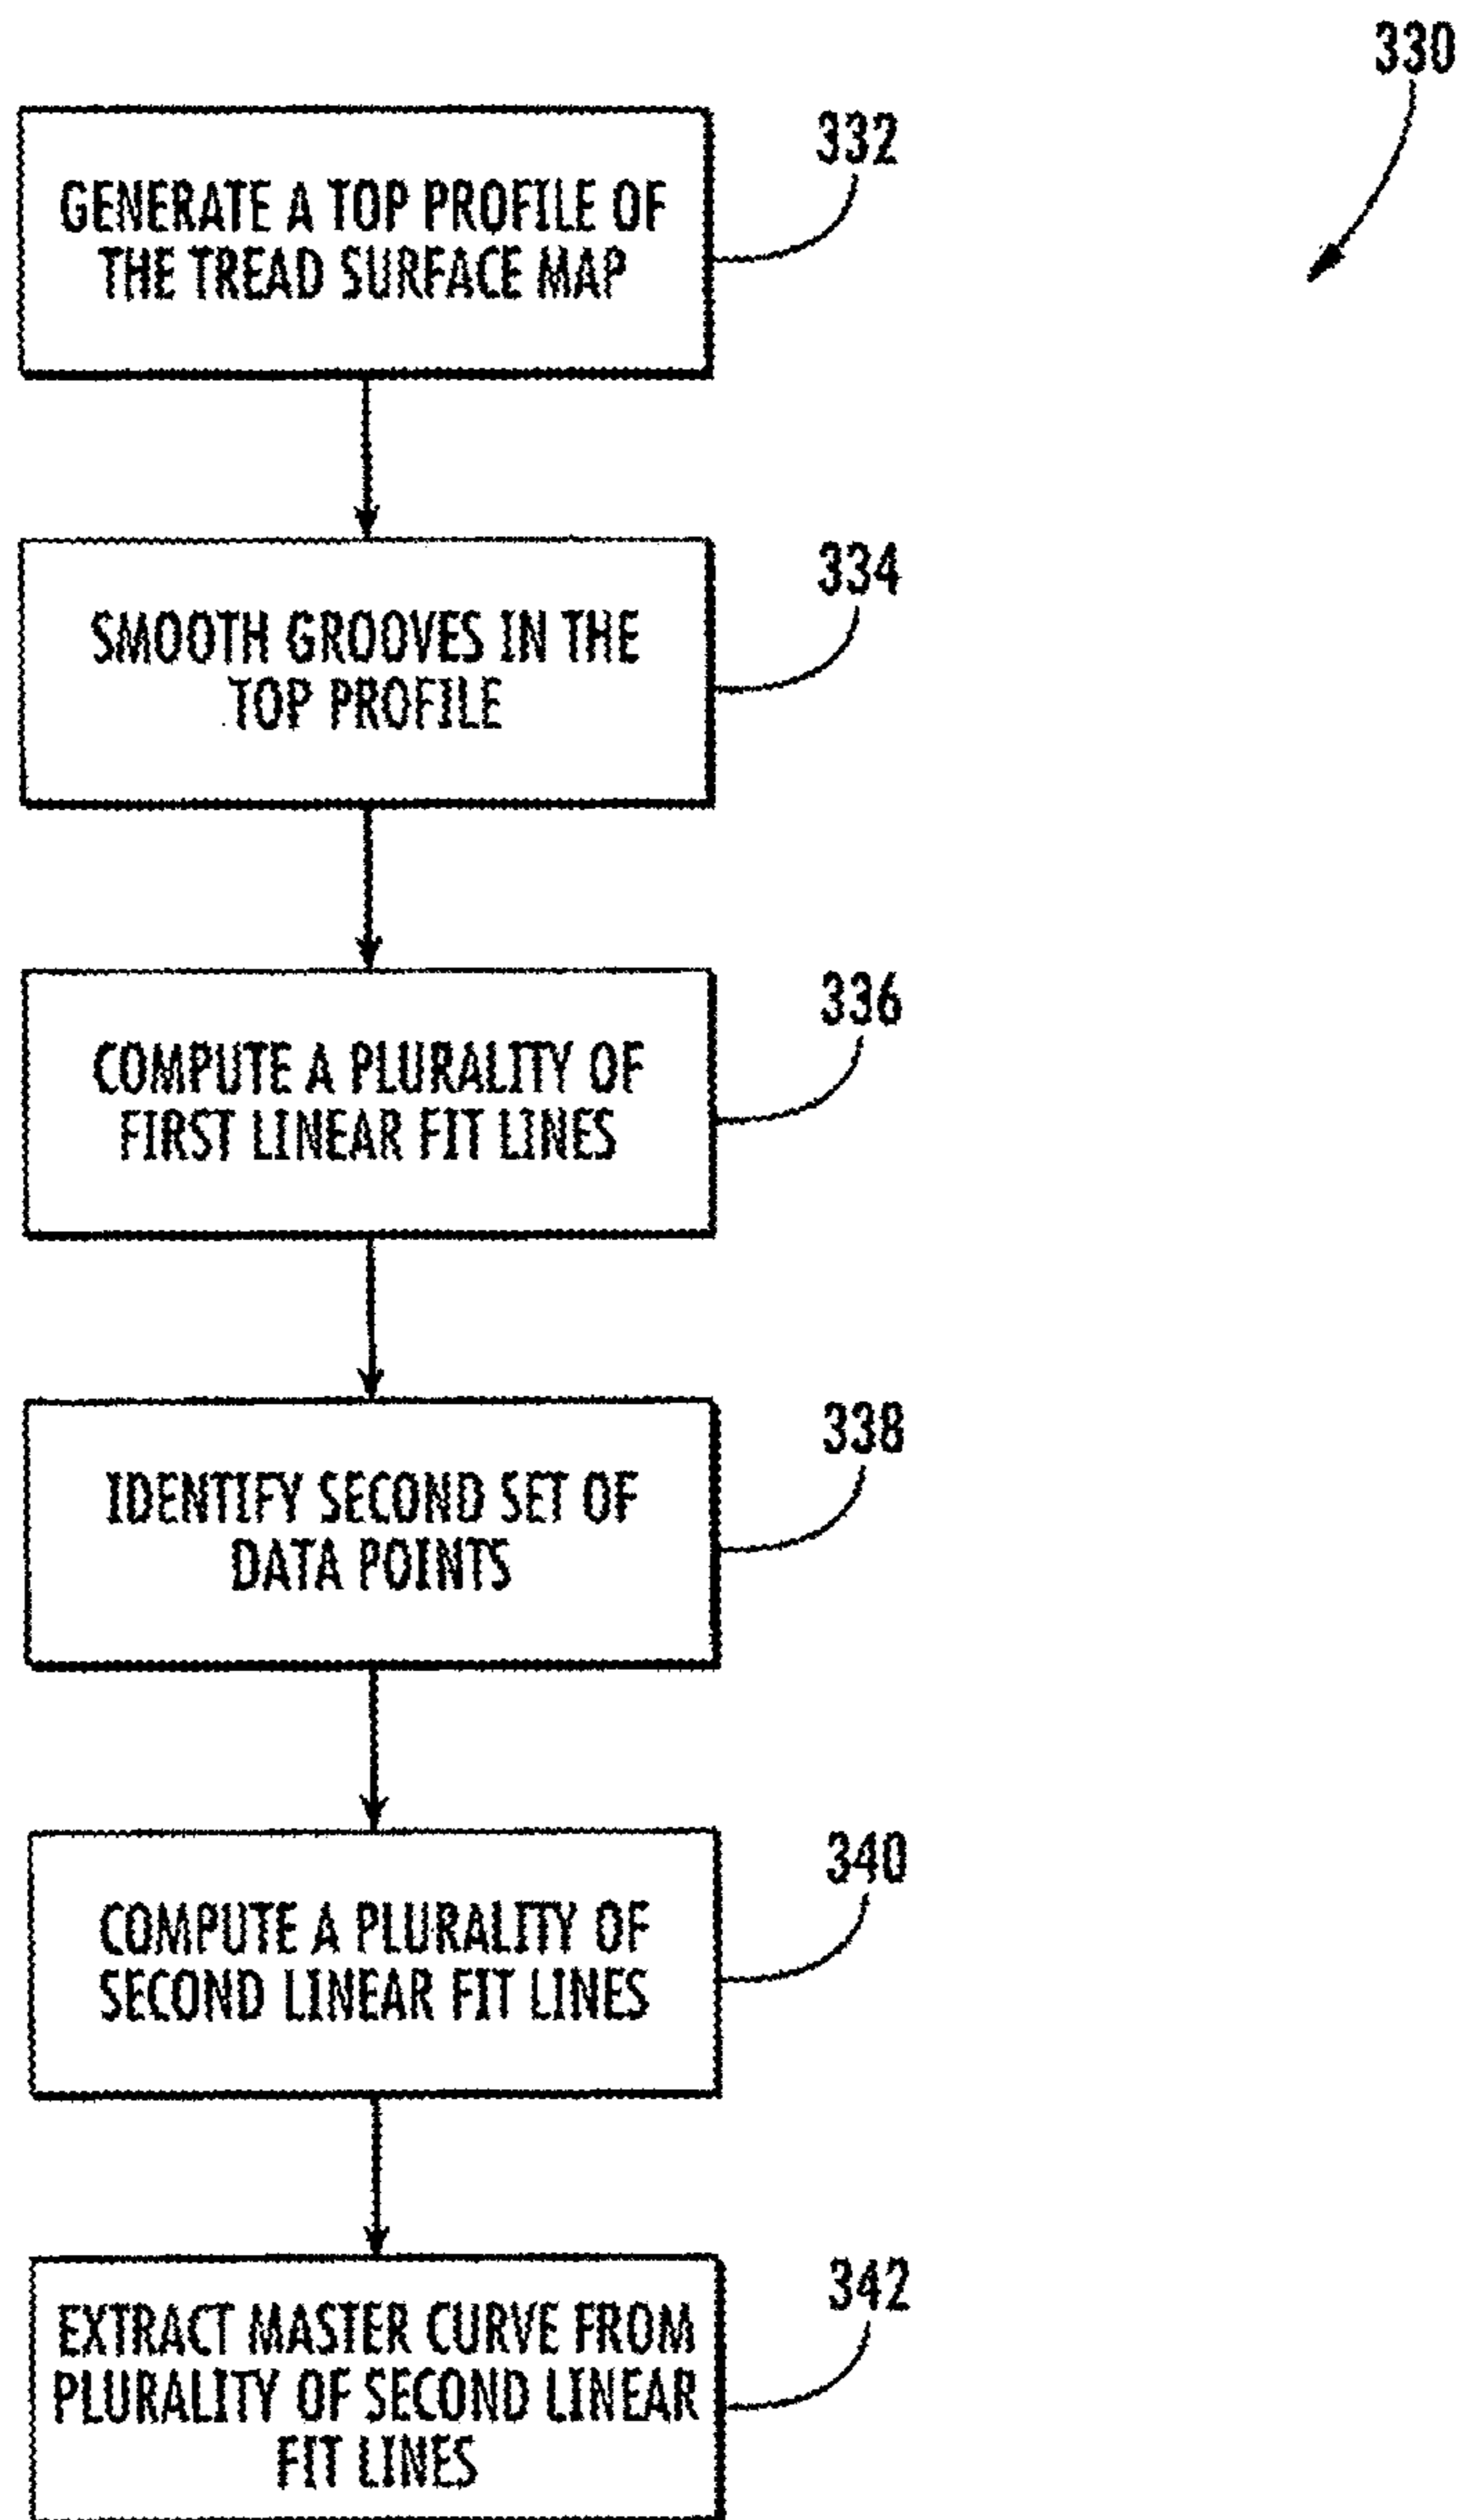 330
332
GENERATE A TOP PROFILE OF
THE TREAD SURFACE MAP
334
SMOOTH GROOVES IN THE
TOP PROFILE
336
COMPUTE A PLURALITY OF
FIRST LINEAR FIT LINES
338
IDENTIFY SECOND SET OF
DATA POINTS
340
COMPUTE A PLURALITY OF
SECOND LINEAR FIT LINES
342
EXTRACT MASTER CURVE FROM
PLURALITY OF SECOND LINEAR
FIT LINES